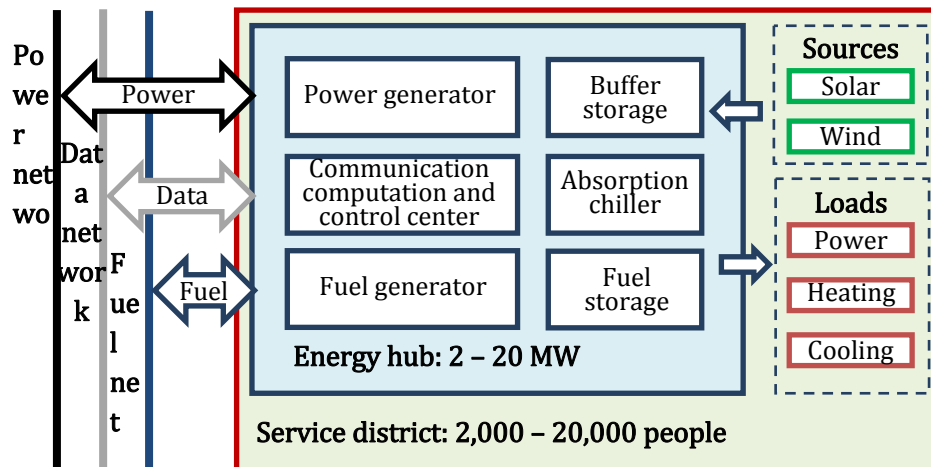 Po
we
r
net
wo
Dat
a
net
work
k
Fue
l
ne
t
Power
Data
Fuel
Power generator
Communication
computation and
control center
Fuel generator
Buffer
storage
Absorption
chiller
Fuel
storage
Energy hub: 2 – 20 MW
Service district: 2,000 – 20,000 people
Sources
Solar
Wind
Loads
Power
Heating
Cooling